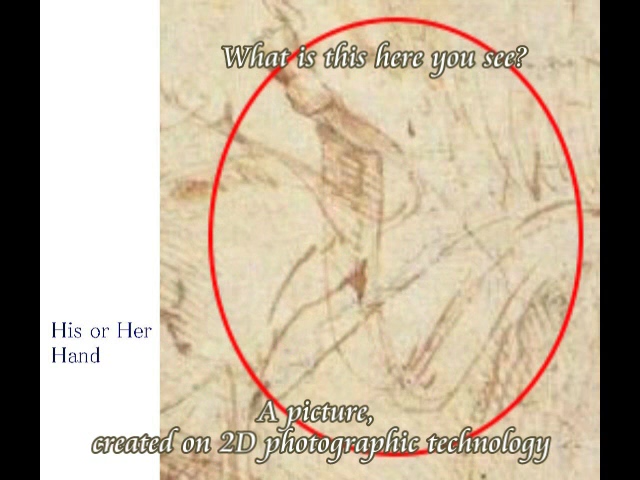 What is this here you see?
His or Her
Hand
A picture,
created on 2D photographic technology